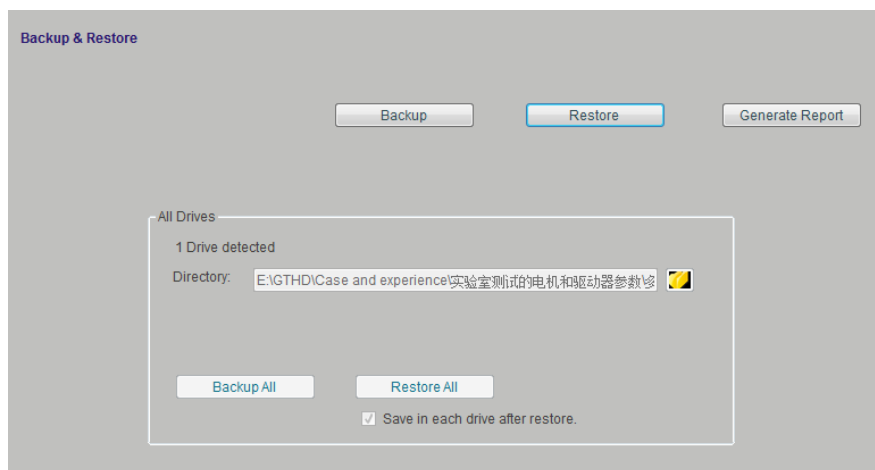 Backup & Restore
Backup Restore Generate Report
All Drives
1 Drive detected
Directory: E:\GTHD\Case and experience\实验室测试的电机和驱动器参数\
Backup All Restore All
Save in each drive after restore.